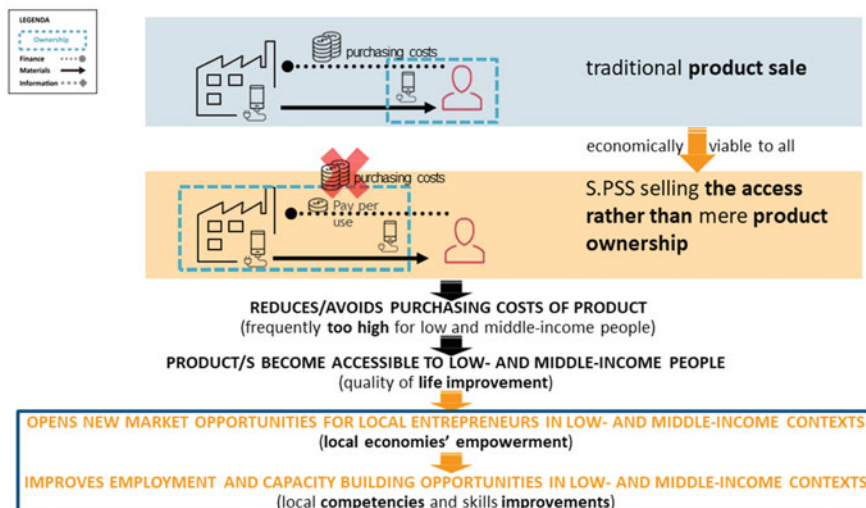 LEGENDA
Ownership
Finance
Materials
Information
purchasing costs
traditional product sale
economically viable to all
purchasing costs
Pay per
use
S.PSS selling the access
rather than mere product
ownership
REDUCES/AVOIDS PURCHASING COSTS OF PRODUCT
(frequently too high for low and middle-income people)
PRODUCT/S BECOME ACCESSIBLE TO LOW- AND MIDDLE-INCOME PEOPLE
(quality of life improvement)
OPENS NEW MARKET OPPORTUNITIES FOR LOCAL ENTREPRENEURS IN LOW- AND MIDDLE-INCOME CONTEXTS
(local economies’ empowerment)
IMPROVES EMPLOYMENT AND CAPACITY BUILDING OPPORTUNITIES IN LOW- AND MIDDLE-INCOME CONTEXTS
(local competencies and skills improvements)